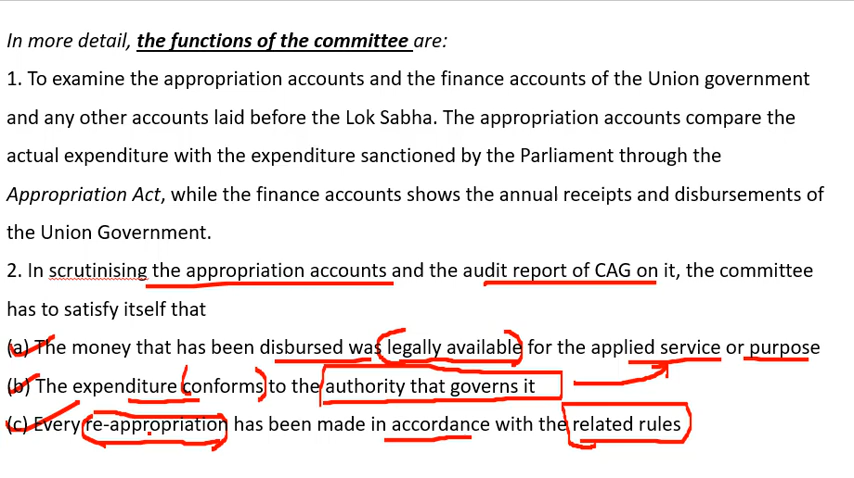 In more detail, the functions of the committee are:
1. To examine the appropriation accounts and the finance accounts of the Union government
and any other accounts laid before the Lok Sabha. The appropriation accounts compare the
actual expenditure with the expenditure sanctioned by the Parliament through the
Appropriation Act, while the finance accounts shows the annual receipts and disbursements of
the Union Government.
2. In scrutinising the appropriation accounts and the audit report of CAG on it, the committee
has to satisfy itself that
(a) The money that has been disbursed was legally available for the applied service or purpose
(b) The expenditure conforms to the authority that governs it
(c) Every re-appropriation has been made in accordance with the related rules